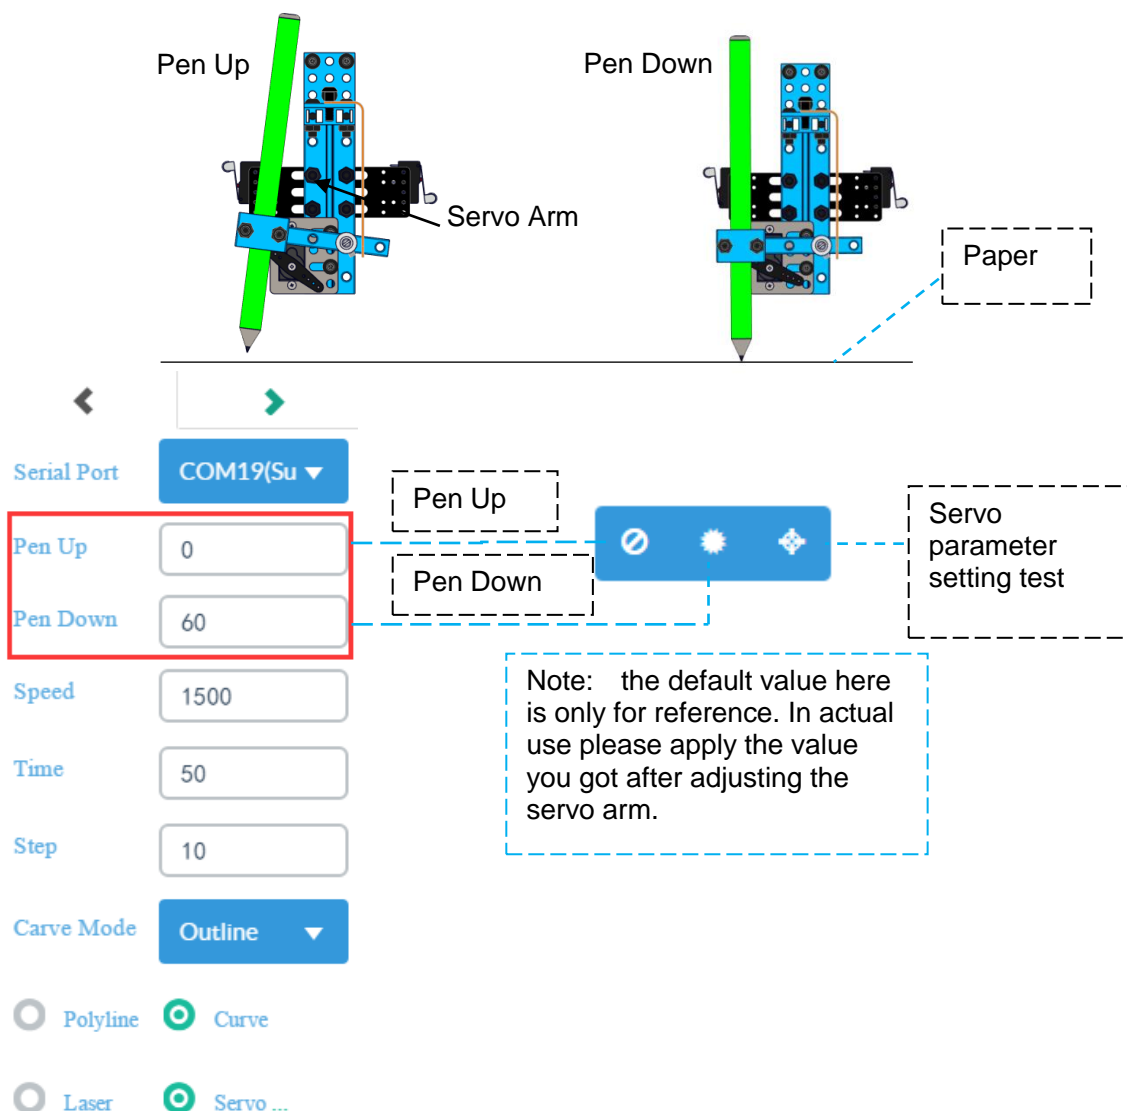 Pen Up
Pen Down
Servo Arm
Paper
Serial Port
COM19(Su
Pen Up
0
Pen Down
60
Speed
1500
Time
50
Step
10
Carve Mode
Outline
Polyline
Curve
Laser
Servo ...
Pen Up
Pen Down
Servo
parameter
setting test
Note: the default value here
is only for reference. In actual
use please apply the value
you got after adjusting the
servo arm.